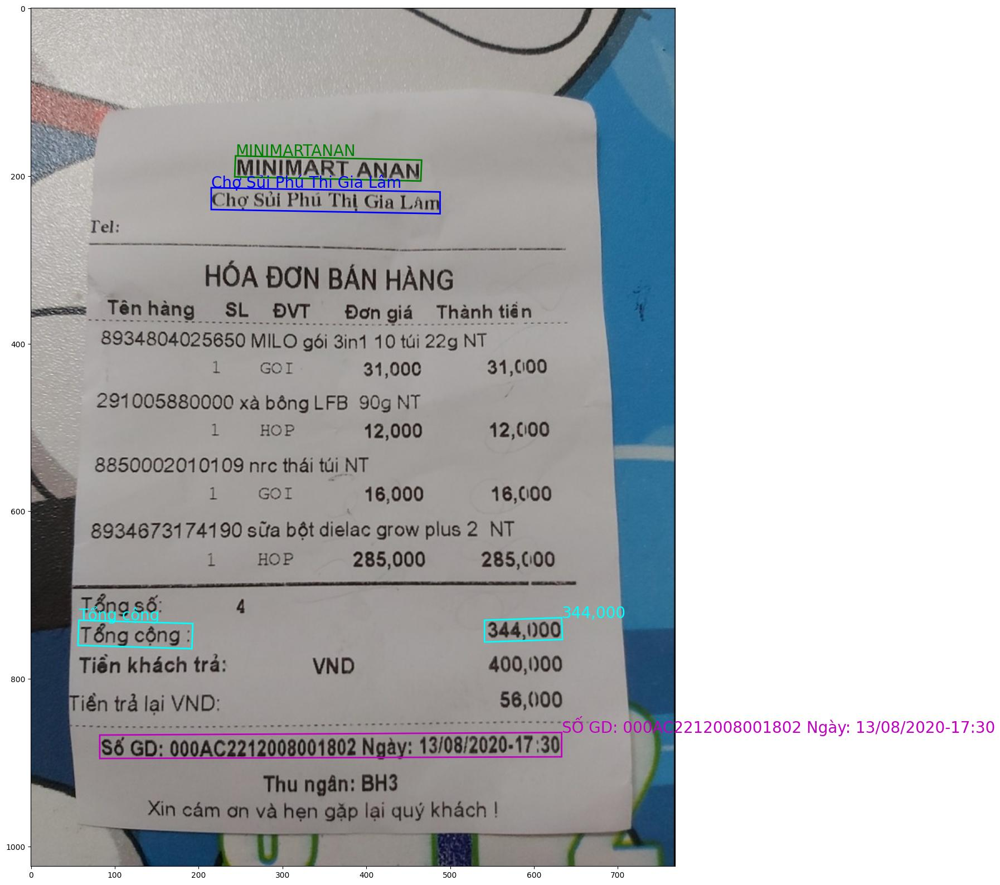 MINIMARTANAN
MINIMART ANAN
Chợ Sủi Phú Thị Gia Lâm
Chợ Sủi Phú Thị Gia Lâm
Tel:
HÓA ĐƠN BÁN HÀNG
Tên hàng SL ĐVT Đơn giá Thành tiền
8934804025650 MILO gói 3in1 10 túi 22g NT
1 GOI 31,000 31,000
291005880000 xà bông LFB 90g NT
1 HOP 12,000 12,000
8850002010109 nrc thái túi NT
1 GOI 16,000 16,000
8934673174190 sữa bột dielac grow plus 2 NT
1 HOP 285,000 285,000
Tổng số: 4
Tổng cộng 344,000
Tổng cộng : 344,000
Tiền khách trả: VND 400,000
Tiền trả lại VND: 56,000
SỐ GD: 000AC2212008001802 Ngày: 13/08/2020-17:30
Số GD: 000AC2212008001802 Ngày: 13/08/2020-17:30
Thu ngân: BH3
Xin cám ơn và hẹn gặp lại quý khách !
0
200
400
600
800
1000
0 100 200 300 400 500 600 700